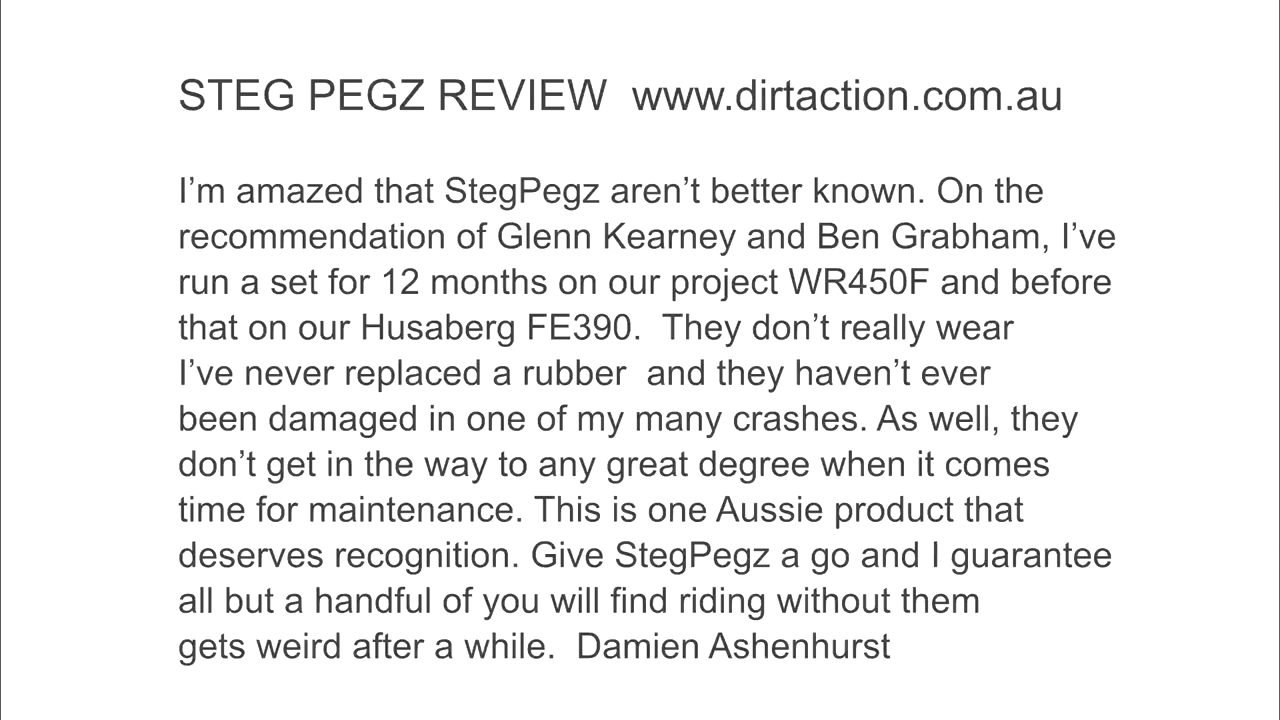 STEG PEGZ REVIEW  www.dirtaction.com.au
I’m amazed that StegPegz aren’t better known. On the
recommendation of Glenn Kearney and Ben Grabham, I’ve
run a set for 12 months on our project WR450F and before
that on our Husaberg FE390.  They don’t really wear
I’ve never replaced a rubber  and they haven’t ever
been damaged in one of my many crashes. As well, they
don’t get in the way to any great degree when it comes
time for maintenance. This is one Aussie product that
deserves recognition. Give StegPegz a go and I guarantee
all but a handful of you will find riding without them
gets weird after a while.  Damien Ashenhurst